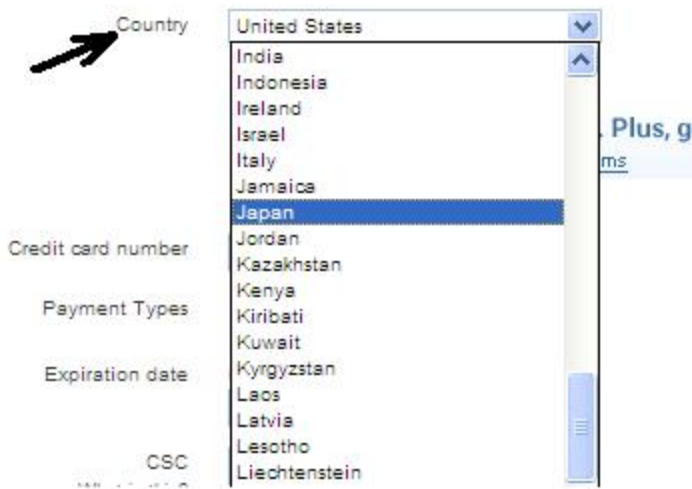 Country United States
India
Indonesia
Ireland
Israel
. Plus, g
Italy
ms
Jamaica
Japan
Jordan
Credit card number
Kazakhstan
Kenya
Payment Types
Kiribati
Kuwait
Kyrgyzstan
Expiration date
Laos
Latvia
Lesotho
CSC
Liechtenstein